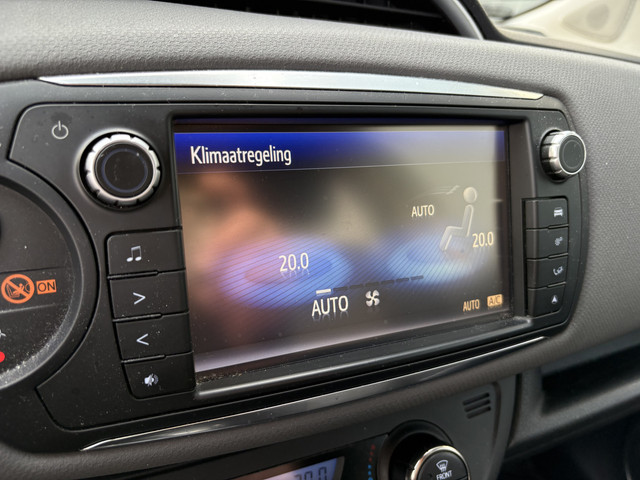 Klimaatregeling
AUTO
20.0
20.0
AUTO
AUTO A/C
ON
FRONT